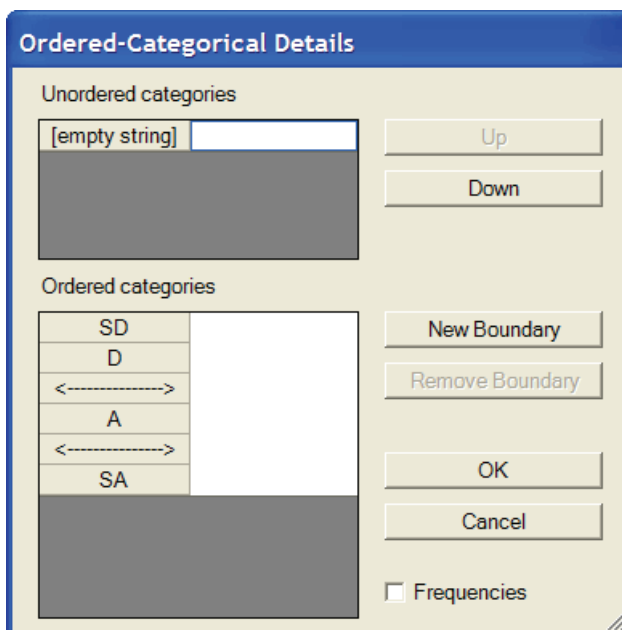 Ordered-Categorical Details
Unordered categories
[empty string]
Up
Down
Ordered categories
SD
D
<--------------->
A
<--------------->
SA
New Boundary
Remove Boundary
OK
Cancel
Frequencies